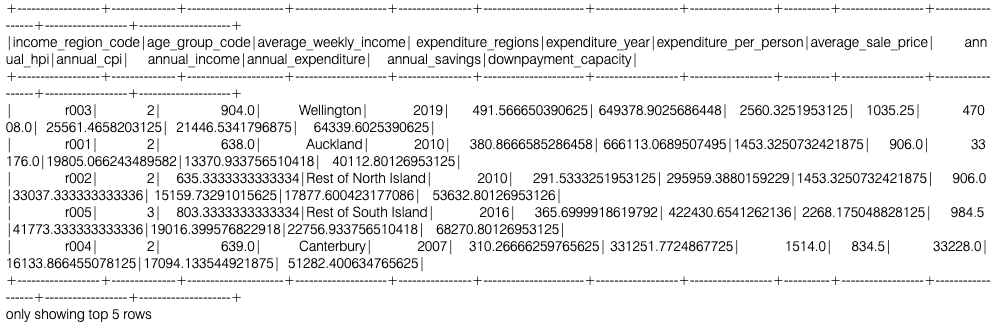 +------------------+--------------+------------------+--------------------+----------------+----------------------+------------------+------------
------+------------------+--------------------+
|income_region_code|age_group_code|average_weekly_income| expenditure_regions|expenditure_year|expenditure_per_person|average_sale_price| ann
ual_hpi|annual_cpi| annual_income|annual_expenditure| annual_savings|downpayment_capacity|
+------------------+--------------+------------------+--------------------+----------------+----------------------+------------------+------------
------+------------------+--------------------+
| r003| 2| 904.0| Wellington| 2019| 491.566650390625| 649378.9025686448| 2560.3251953125| 1035.25| 470
08.0| 25561.4658203125| 21446.5341796875| 64339.6025390625|
| r001| 2| 638.0| Auckland| 2010| 380.8666585286458| 666113.0689507495|1453.3250732421875| 906.0| 33
176.0|19805.066243489582|13370.933756510418| 40112.80126953125|
| r002| 2| 635.3333333333334|Rest of North Island| 2010| 291.5333251953125| 295959.3880159229|1453.3250732421875| 906.0
|33037.333333333336| 15159.73291015625|17877.600423177086| 53632.80126953126|
| r005| 3| 803.3333333333334|Rest of South Island| 2016| 365.6999918619792| 422430.6541262136| 2268.175048828125| 984.5
|41773.333333333336|19016.399576822918|22756.933756510418| 68270.80126953125|
| r004| 2| 639.0| Canterbury| 2007| 310.26666259765625| 331251.7724867725| 1514.0| 834.5| 33228.0|
16133.866455078125|17094.133544921875| 51282.400634765625|
+------------------+--------------+------------------+--------------------+----------------+----------------------+------------------+------------
------+------------------+--------------------+
only showing top 5 rows